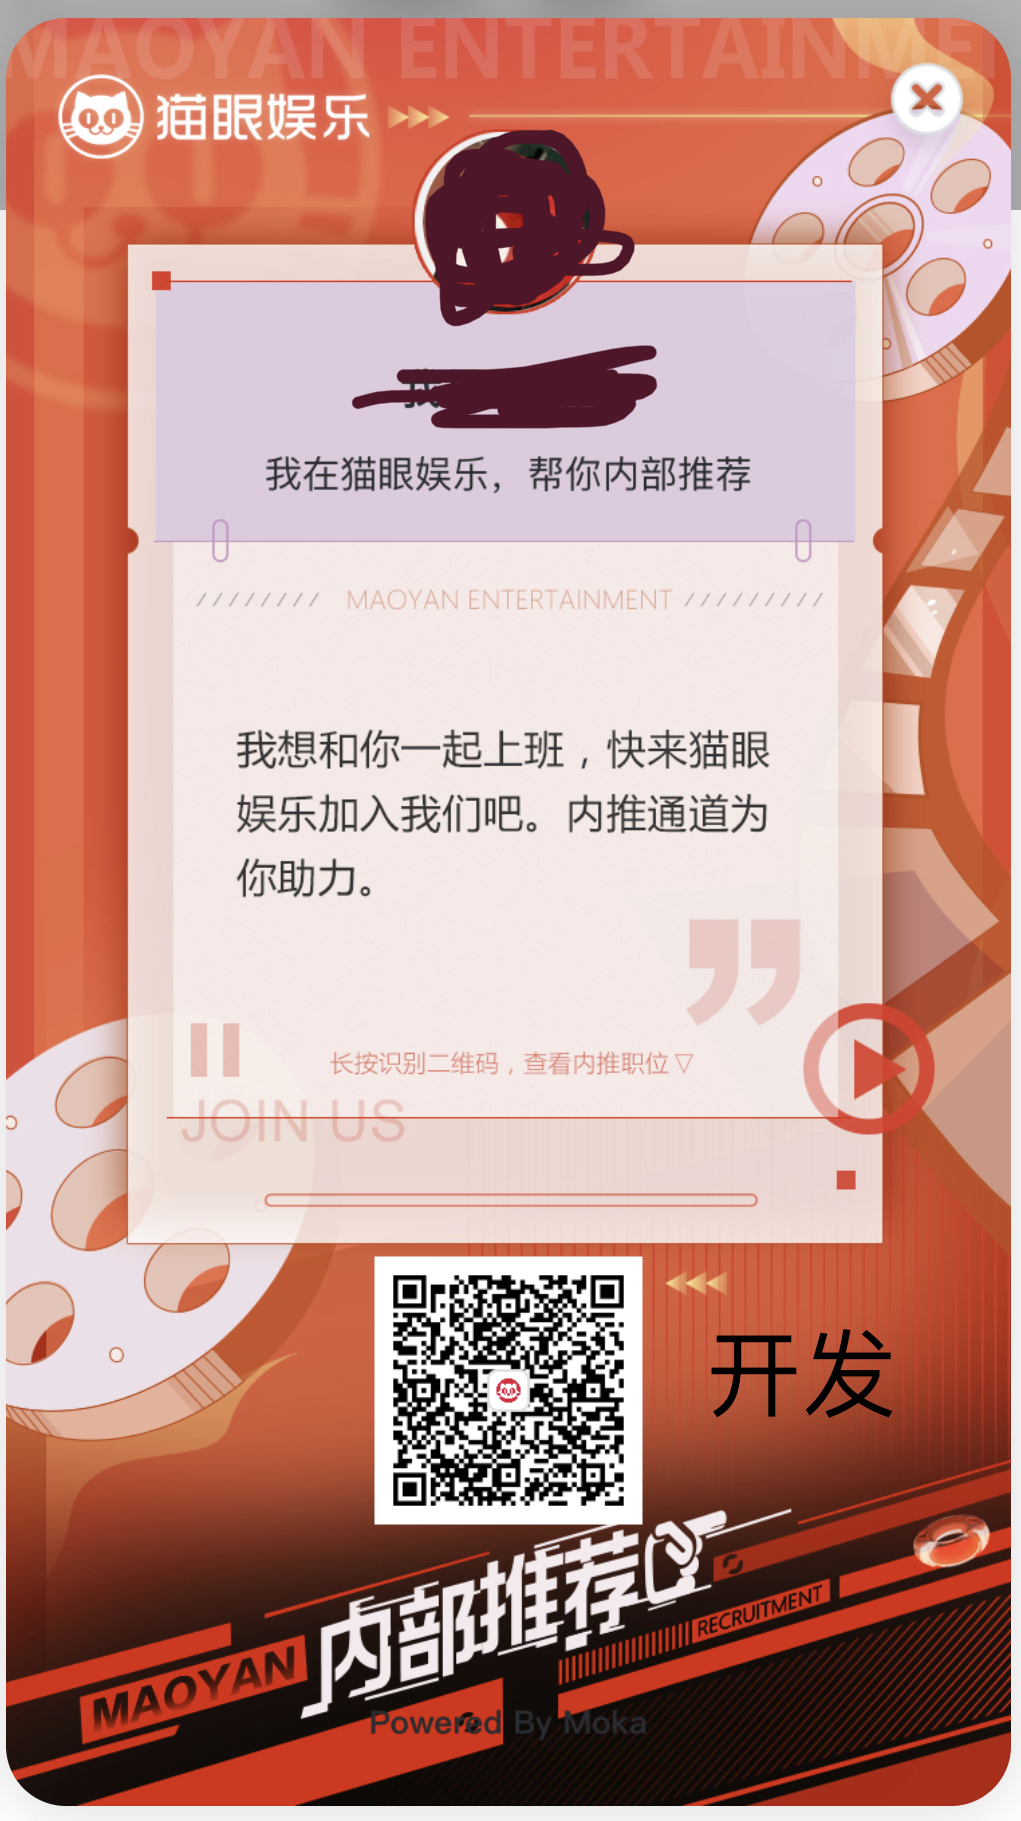 MAOYAN ENTERTAINME
猫眼娱乐
我
我在猫眼娱乐，帮你内部推荐
MAOYAN ENTERTAINMENT
我想和你一起上班，快来猫眼
娱乐加入我们吧。内推通道为
你助力。
长按识别二维码，查看内推职位
JOIN US
开发
内部推荐
RECRUITMENT
MAOYAN
Powered By Moka